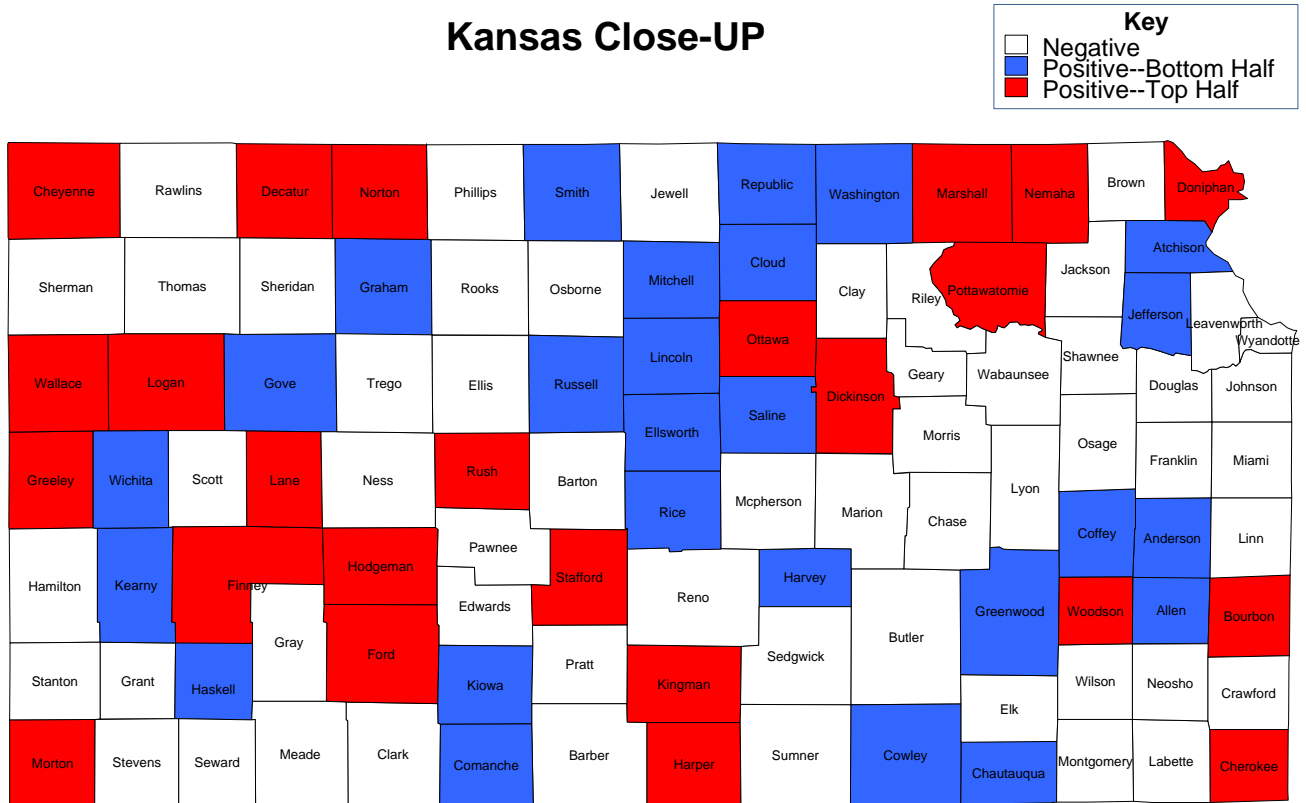 Kansas Close-UP
Key
Negative
Positive--Bottom Half
Positive--Top Half
Cheyenne Rawlins Decatur Norton Phillips Smith Jewell Republic Washington Marshall Nemaha Brown Doniphan
Atchison
Sherman Thomas Sheridan Graham Rooks Osborne Mitchell Cloud Clay Riley Pottawatomie Jackson
Jefferson Leavenworth
Wyandotte
Wallace Logan Gove Trego Ellis Russell Lincoln Ottawa Dickinson Geary Wabaunsee Shawnee Douglas Johnson
Ellsworth Saline Morris Osage
Greeley Wichita Scott Lane Ness Rush Barton Rice Mcpherson Marion Chase Lyon Franklin Miami
Coffey Anderson Linn
Hamilton Kearny Finney Hodgeman Pawnee Stafford Reno Harvey
Edwards Greenwood Woodson Allen Bourbon
Gray Ford Butler
Stanton Grant Haskell Kiowa Pratt Kingman Sedgwick Wilson Neosho Crawford
Elk
Morton Stevens Seward Meade Clark Comanche Barber Harper Sumner Cowley Chautauqua Montgomery Labette Cherokee